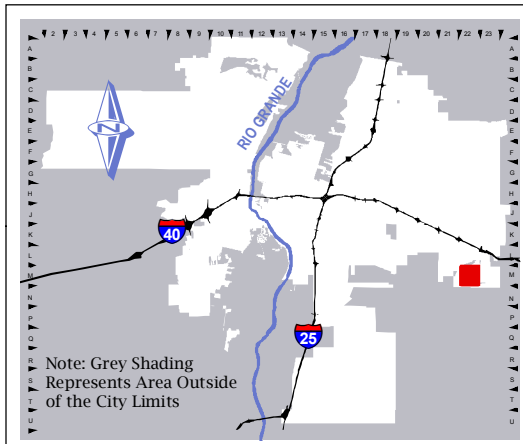 2 3 4 5 6 7 8 9 10 11 12 13 14 15 16 17 18 19 20 21 22 23
A A
B B
C C
D D
E E
F F
G G
H H
J J
K K
L L
M M
N N
P P
Q Q
R R
S S
T T
U U
N
RIO GRANDE
40
25
Note: Grey Shading
Represents Area Outside
of the City Limits